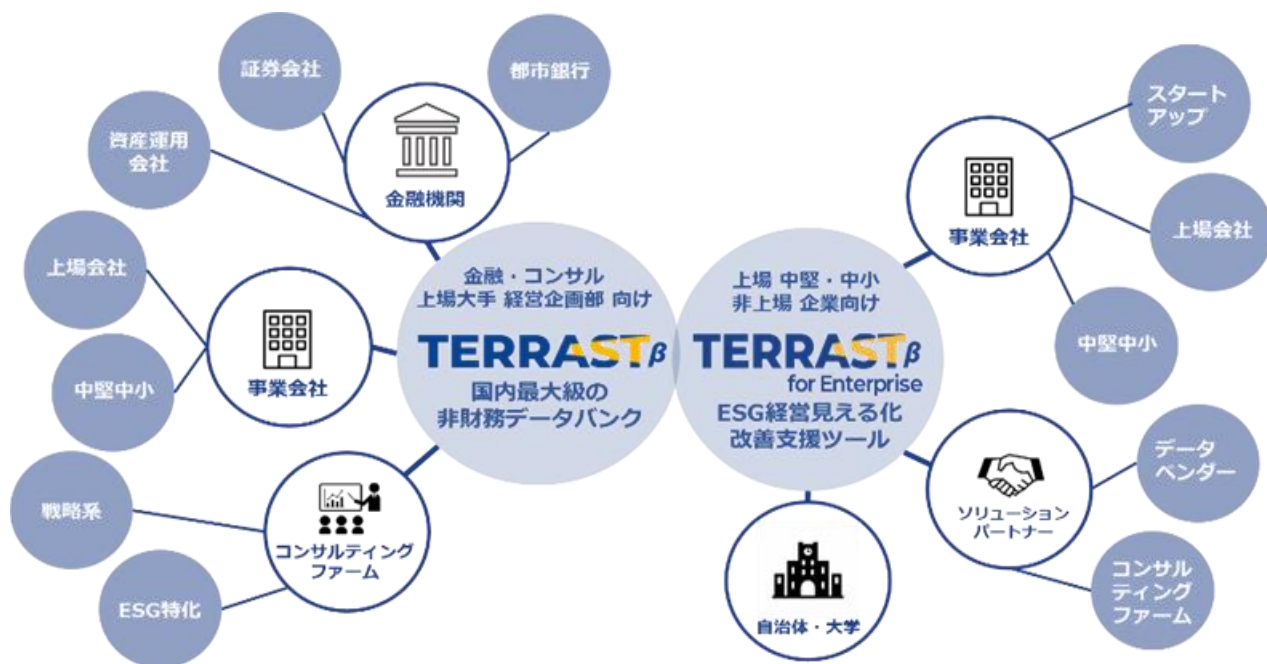 証券会社
都市銀行
資産運用
会社
金融機関
上場会社
中堅中小
事業会社
戦略系
ESG特化
コンサルティング
ファーム
金融・コンサル
上場大手 経営企画部 向け
TERRAST β
国内最大級の
非財務データバンク
上場 中堅・中小
非上場 企業向け
TERRAST β
for Enterprise
ESG経営見える化
改善支援ツール
スタート
アップ
事業会社
上場会社
中堅中小
データ
ベンダー
ソリューション
パートナー
コンサル
ティング
ファーム
自治体・大学